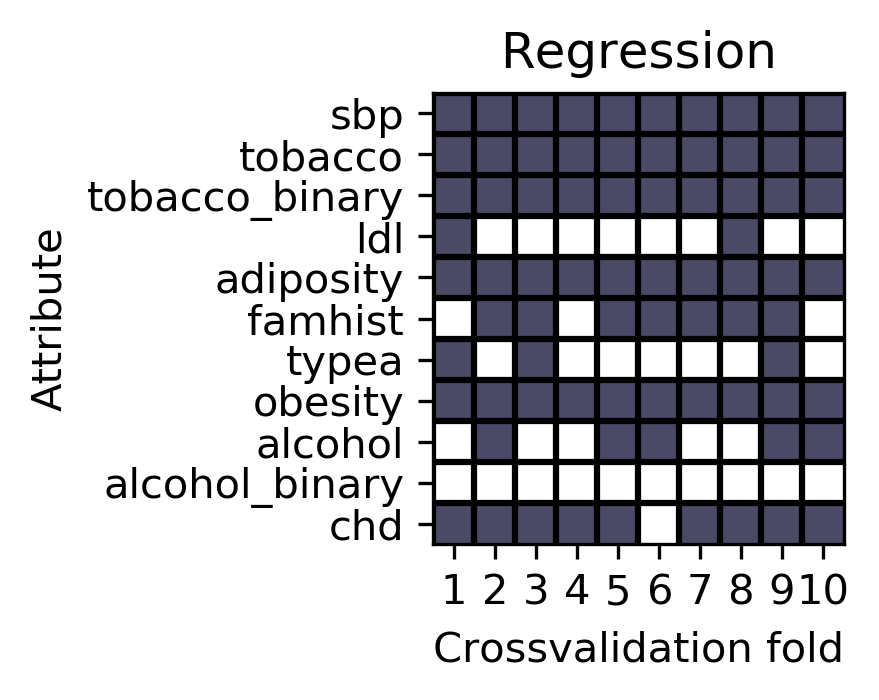 Regression
sbp
tobacco
tobacco_binary
ldl
adiposity
famhist
typea
obesity
alcohol
alcohol_binary
chd
Attribute
1 2 3 4 5 6 7 8 9 10
Crossvalidation fold